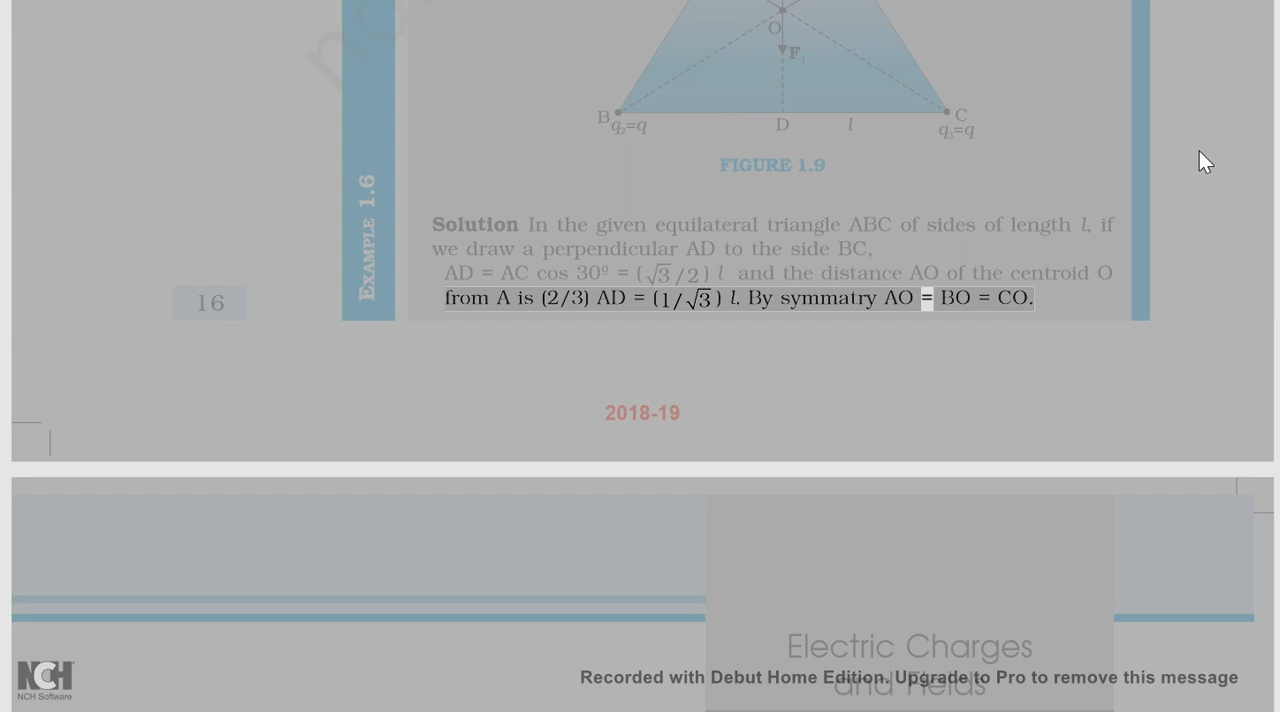 O
F₁
B
C
q₂=q
D
l
q₃=q
FIGURE 1.9
EXAMPLE 1.6
Solution In the given equilateral triangle ABC of sides of length l, if
we draw a perpendicular AD to the side BC,
AD = AC cos 30º = (√3/2) l and the distance AO of the centroid O
from A is (2/3) AD = (1/√3) l. By symmatry AO = BO = CO.
16
2018-19
Electric Charges
and Fields
NCH
NCH Software
Recorded with Debut Home Edition. Upgrade to Pro to remove this message